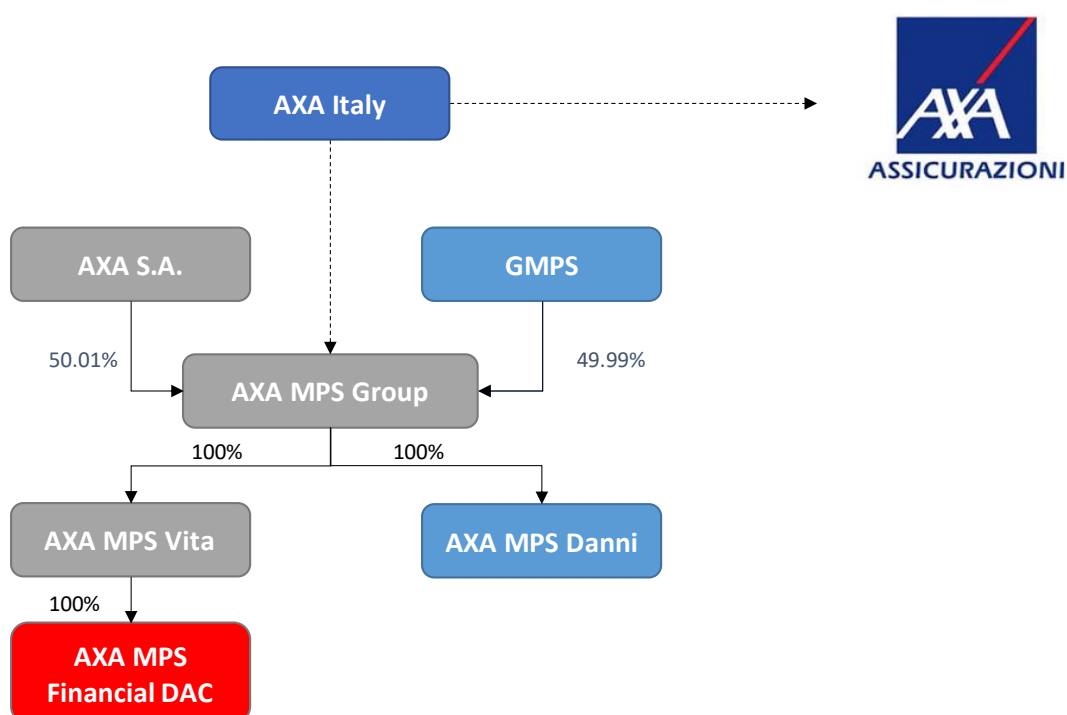 AXA Italy
AXA
ASSICURAZIONI
AXA S.A.
GMPS
50.01%
49.99%
AXA MPS Group
100%
100%
AXA MPS Vita
AXA MPS Danni
100%
AXA MPS
Financial DAC